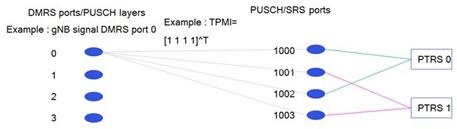 DMRS ports/PUSCH layers
Example : gNB signal DMRS port 0
Example : TPMI=
[1 1 1 1]^T
PUSCH/SRS ports
0
1
2
3
1000
1001
1002
1003
PTRS 0
PTRS 1